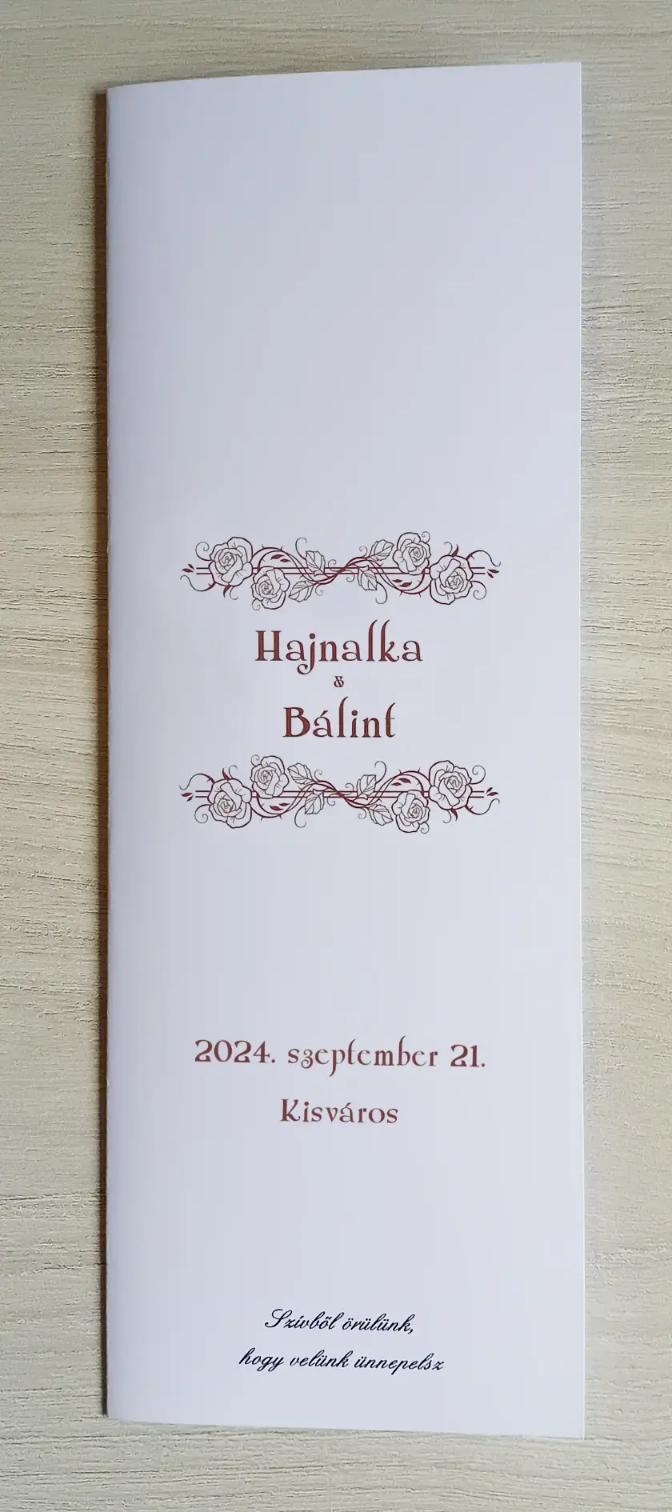 Hajnalka
&
Bálint
2024. szeptember 21.
Kisváros
Szívből örülünk,
hogy velünk ünnepelsz